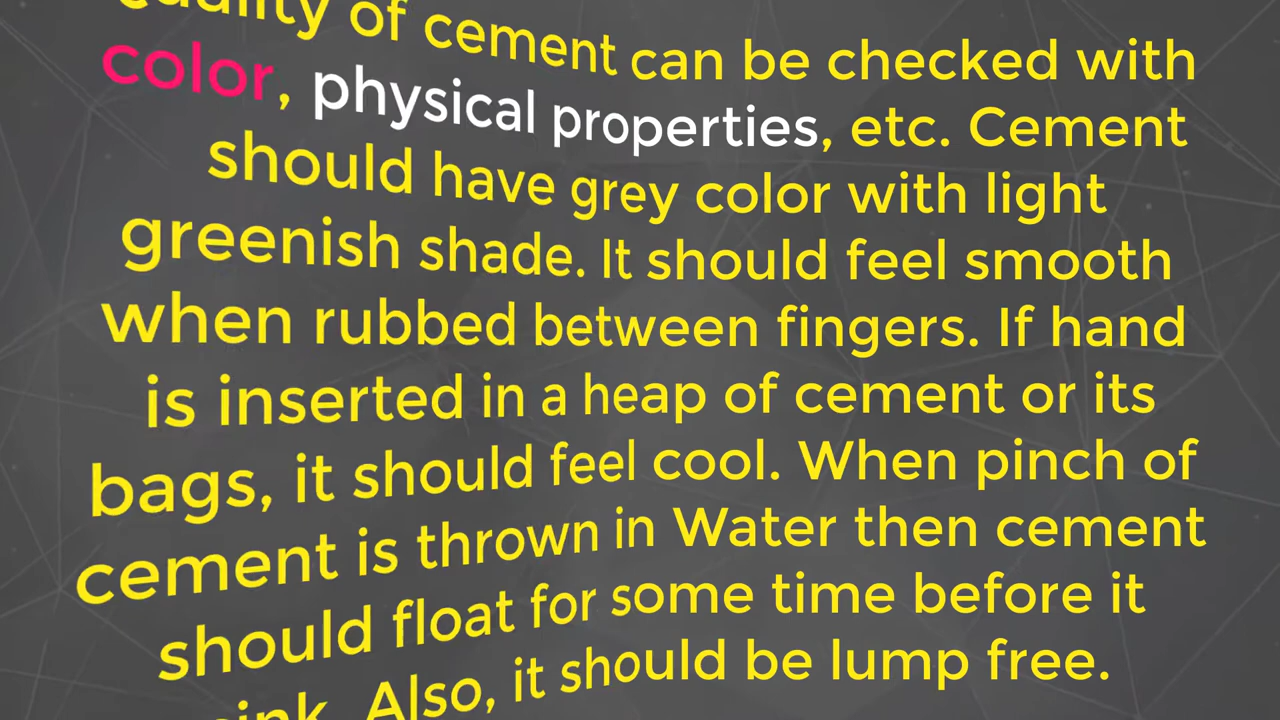 quality of cement can be checked with
color, physical properties, etc. Cement
should have grey color with light
greenish shade. It should feel smooth
when rubbed between fingers. If hand
is inserted in a heap of cement or its
bags, it should feel cool. When pinch of
cement is thrown in Water then cement
should float for some time before it
sink. Also, it should be lump free.